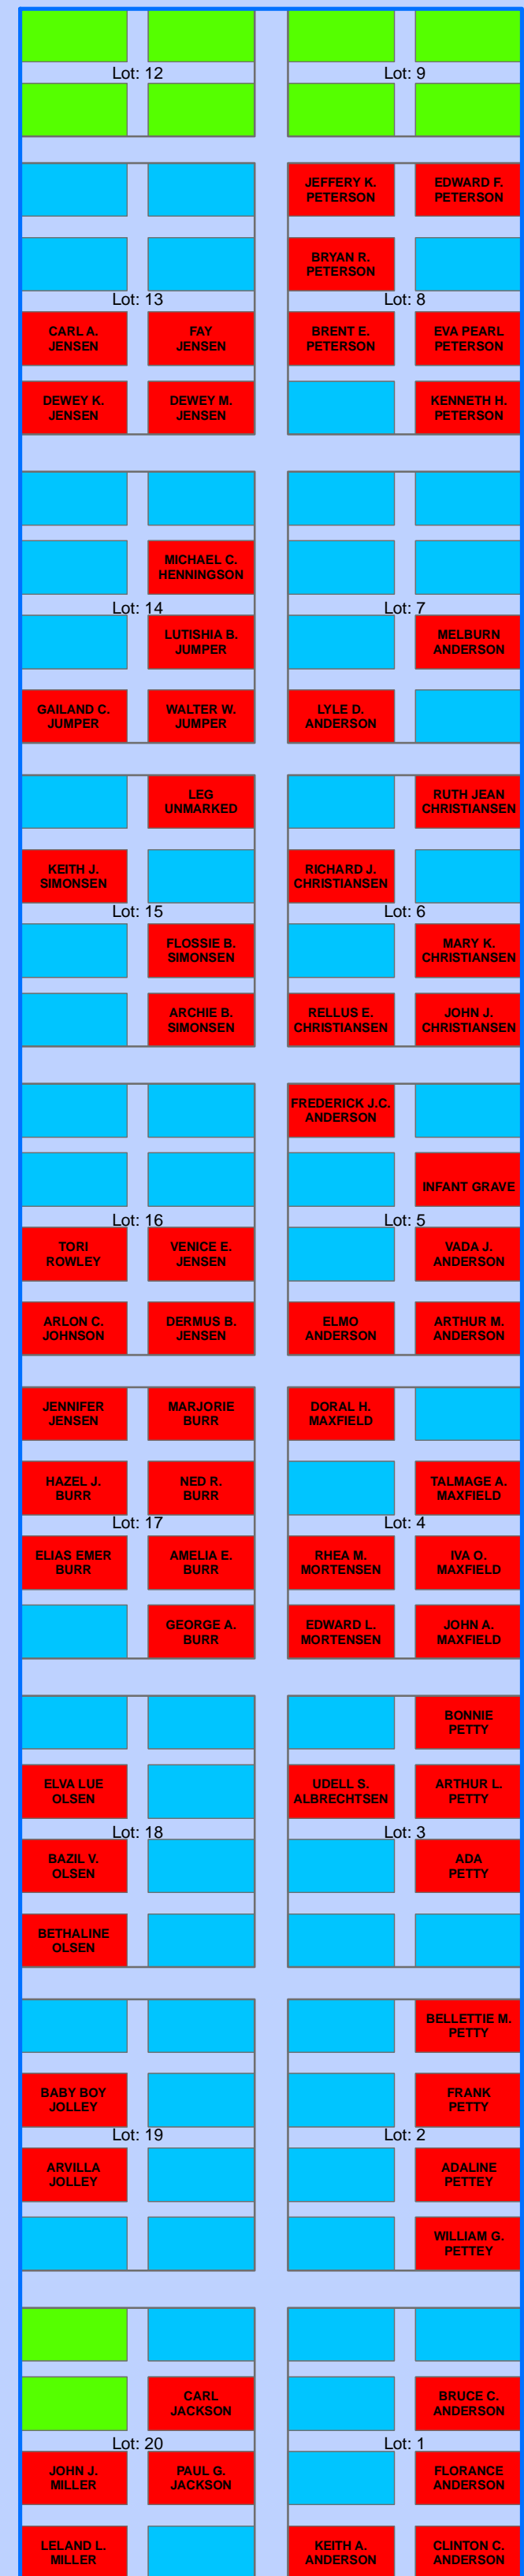 Lot: 12
Lot: 9
JEFFERY K.
PETERSON
EDWARD F.
PETERSON
BRYAN R.
PETERSON
Lot: 13
Lot: 8
CARL A.
JENSEN
FAY
JENSEN
BRENT E.
PETERSON
EVA PEARL
PETERSON
DEWEY K.
JENSEN
DEWEY M.
JENSEN
KENNETH H.
PETERSON
MICHAEL C.
HENNINGSON
Lot: 14
Lot: 7
LUTISHIA B.
JUMPER
MELBURN
ANDERSON
GAILAND C.
JUMPER
WALTER W.
JUMPER
LYLE D.
ANDERSON
LEG
UNMARKED
RUTH JEAN
CHRISTIANSEN
KEITH J.
SIMONSEN
RICHARD J.
CHRISTIANSEN
Lot: 15
Lot: 6
FLOSSIE B.
SIMONSEN
MARY K.
CHRISTIANSEN
ARCHIE B.
SIMONSEN
RELLUS E.
CHRISTIANSEN
JOHN J.
CHRISTIANSEN
FREDERICK J.C.
ANDERSON
INFANT GRAVE
Lot: 16
Lot: 5
TORI
ROWLEY
VENICE E.
JENSEN
VADA J.
ANDERSON
ARLON C.
JOHNSON
DERMUS B.
JENSEN
ELMO
ANDERSON
ARTHUR M.
ANDERSON
JENNIFER
JENSEN
MARJORIE
BURR
DORAL H.
MAXFIELD
HAZEL J.
BURR
NED R.
BURR
TALMAGE A.
MAXFIELD
Lot: 17
Lot: 4
ELIAS EMER
BURR
AMELIA E.
BURR
RHEA M.
MORTENSEN
IVA O.
MAXFIELD
GEORGE A.
BURR
EDWARD L.
MORTENSEN
JOHN A.
MAXFIELD
BONNIE
PETTY
ELVA LUE
OLSEN
UDELL S.
ALBRECHTSEN
ARTHUR L.
PETTY
Lot: 18
Lot: 3
BAZIL V.
OLSEN
ADA
PETTY
BETHALINE
OLSEN
BELLETTIE M.
PETTY
BABY BOY
JOLLEY
FRANK
PETTY
Lot: 19
Lot: 2
ARVILLA
JOLLEY
ADALINE
PETTEY
WILLIAM G.
PETTEY
CARL
JACKSON
BRUCE C.
ANDERSON
Lot: 20
Lot: 1
JOHN J.
MILLER
PAUL G.
JACKSON
FLORANCE
ANDERSON
LELAND L.
MILLER
KEITH A.
ANDERSON
CLINTON C.
ANDERSON